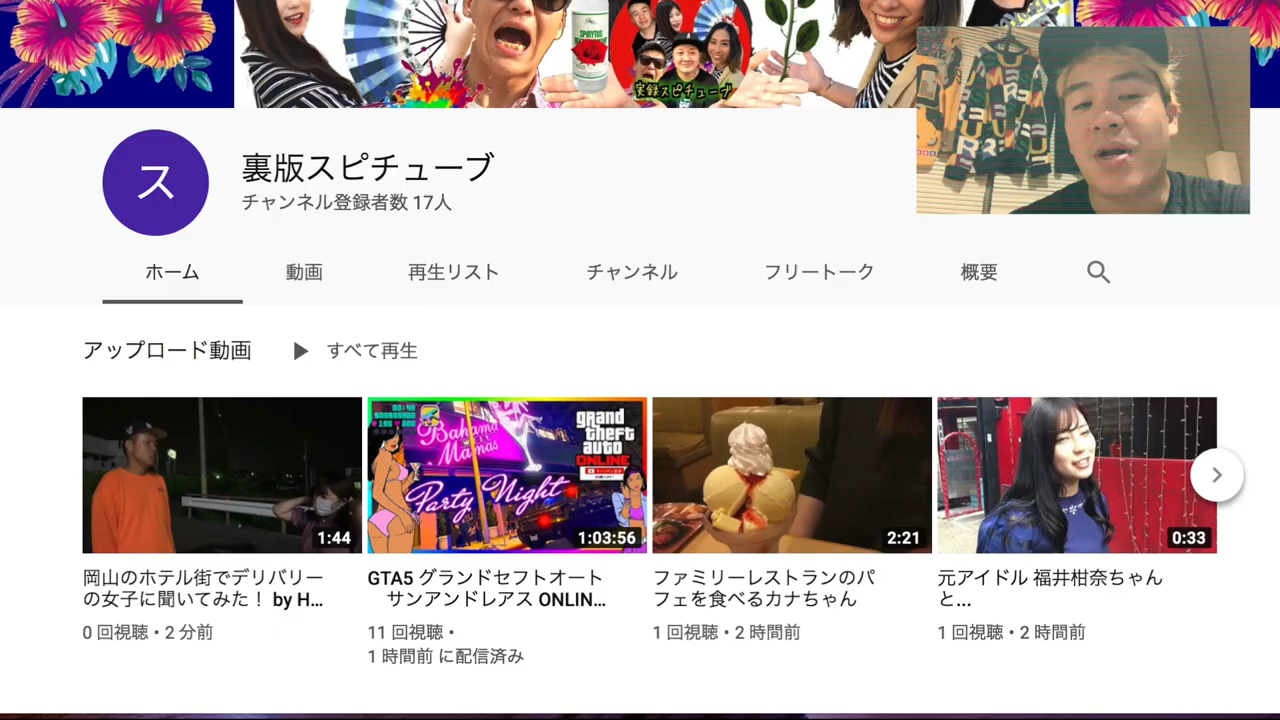 SPIRYTUS
実録スピチューブ
ス
裏版スピチューブ
チャンネル登録者数 17人
ホーム
動画
再生リスト
チャンネル
フリートーク
概要
アップロード動画
すべて再生
1:44
Bahama
Mamas
Party Night
grand
theft
auto
ONLINE
1:03:56
2:21
0:33
岡山のホテル街でデリバリー
の女子に聞いてみた！ by H...
0 回視聴・2 分前
GTA5 グランドセフトオート
サンアンドレアス ONLIN...
11 回視聴・
1 時間前 に配信済み
ファミリーレストランのパ
フェを食べるカナちゃん
1 回視聴・2 時間前
元アイドル 福井柑奈ちゃん
と...
1 回視聴・2 時間前